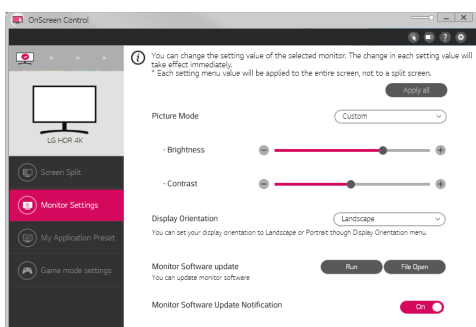 OnScreen Control
You can change the setting value of the selected monitor. The change in each setting value will
take effect immediately.
* Each setting menu value will be applied to the entire screen, not to a split screen.
Apply all
LG HDR 4K
Picture Mode
Custom
- Brightness
- Contrast
Screen Split
Monitor Settings
My Application Preset
Game mode settings
Display Orientation
Landscape
You can set your display orientation to Landscape or Portrait though Display Orientation menu.
Monitor Software update
Run
File Open
You can update monitor software
Monitor Software Update Notification
On